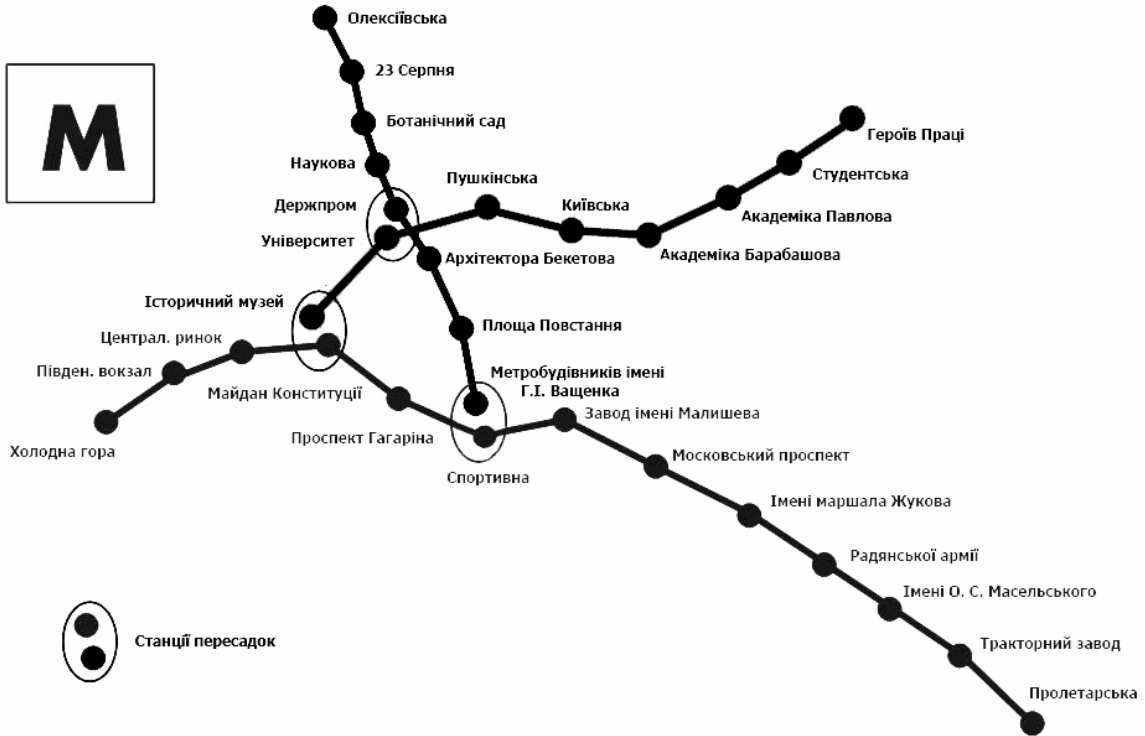 Олексіївська
М
23 Серпня
Ботанічний сад
Героїв Праці
Наукова
Студентська
Пушкінська
Держпром
Київська
Академіка Павлова
Університет
Академіка Барабашова
Архітектора Бекетова
Історичний музей
Площа Повстання
Централ. ринок
Півден. вокзал
Метробудівників імені
Г.І. Ващенка
Майдан Конституції
Завод імені Малишева
Проспект Гагаріна
Холодна гора
Московський проспект
Спортивна
Імені маршала Жукова
Радянської армії
Імені О. С. Масельського
Станції пересадок
Тракторний завод
Пролетарська